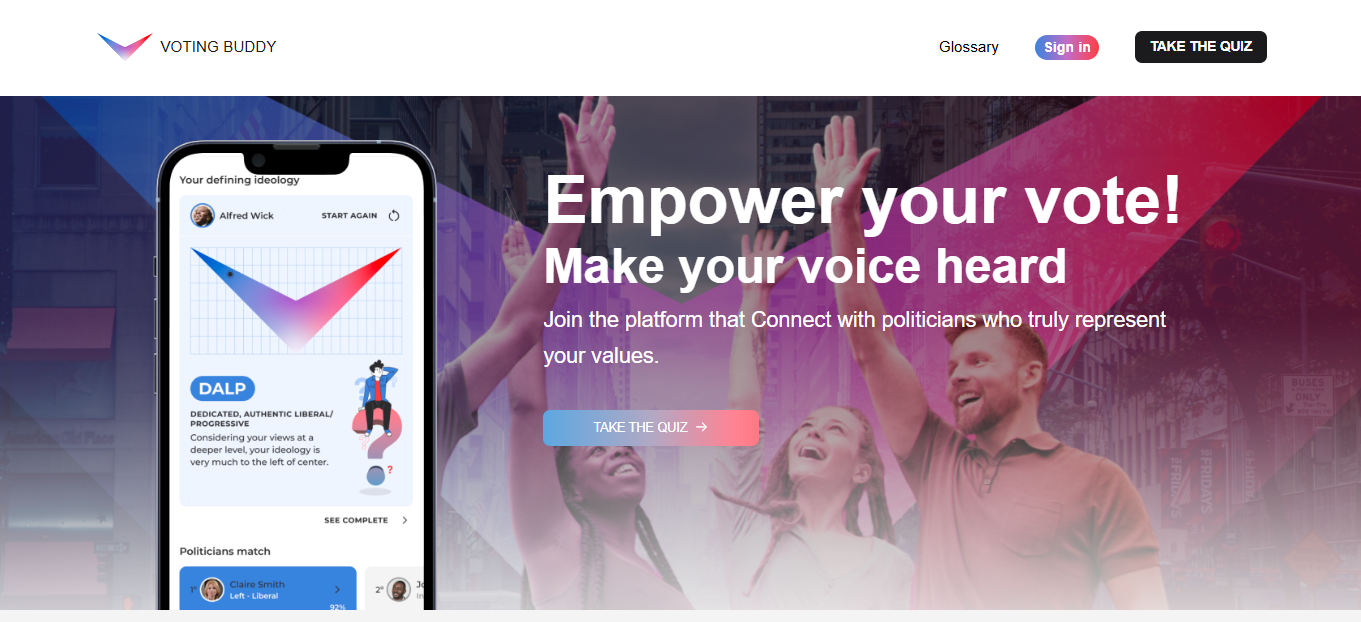 VOTING BUDDY
Glossary
Sign in
TAKE THE QUIZ
Your defining ideology
Alfred Wick
START AGAIN
DALP
DEDICATED, AUTHENTIC LIBERAL/
PROGRESSIVE
Considering your views at a
deeper level, your ideology is
very much to the left of center.
?
SEE COMPLETE
Politicians match
1°
Claire Smith
Left - Liberal
92%
2°
Empower your vote!
Make your voice heard
Join the platform that Connect with politicians who truly represent
your values.
TAKE THE QUIZ →
BUSES
ONLY
FRIDAYS
FRIDAYS